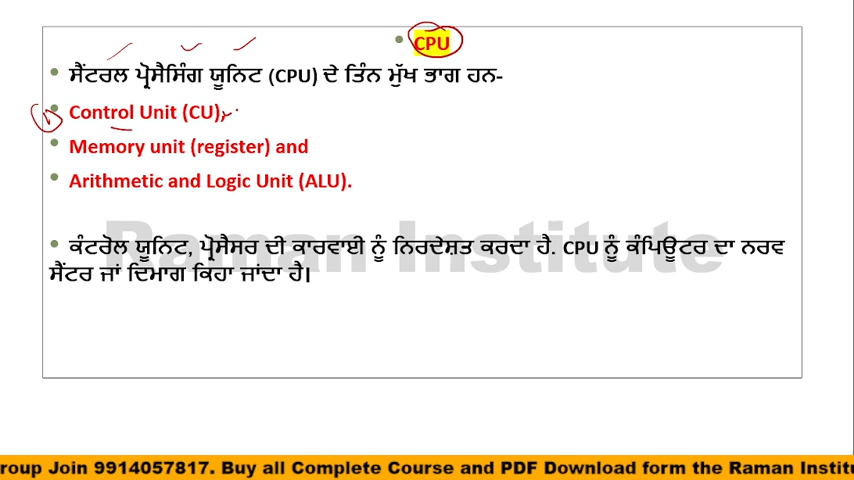 • CPU
• ਸੈਂਟਰਲ ਪ੍ਰੋਸੈਸਿੰਗ ਯੂਨਿਟ (CPU) ਦੇ ਤਿੰਨ ਮੁੱਖ ਭਾਗ ਹਨ-
• Control Unit (CU),
• Memory unit (register) and
• Arithmetic and Logic Unit (ALU).
Raman Institute
• ਕੰਟਰੋਲ ਯੂਨਿਟ, ਪ੍ਰੋਸੈਸਰ ਦੀ ਕਾਰਵਾਈ ਨੂੰ ਨਿਰਦੇਸ਼ਤ ਕਰਦਾ ਹੈ. CPU ਨੂੰ ਕੰਪਿਊਟਰ ਦਾ ਨਰਵ
ਸੈਂਟਰ ਜਾਂ ਦਿਮਾਗ ਕਿਹਾ ਜਾਂਦਾ ਹੈ।
roup Join 9914057817. Buy all Complete Course and PDF Download form the Raman Institu